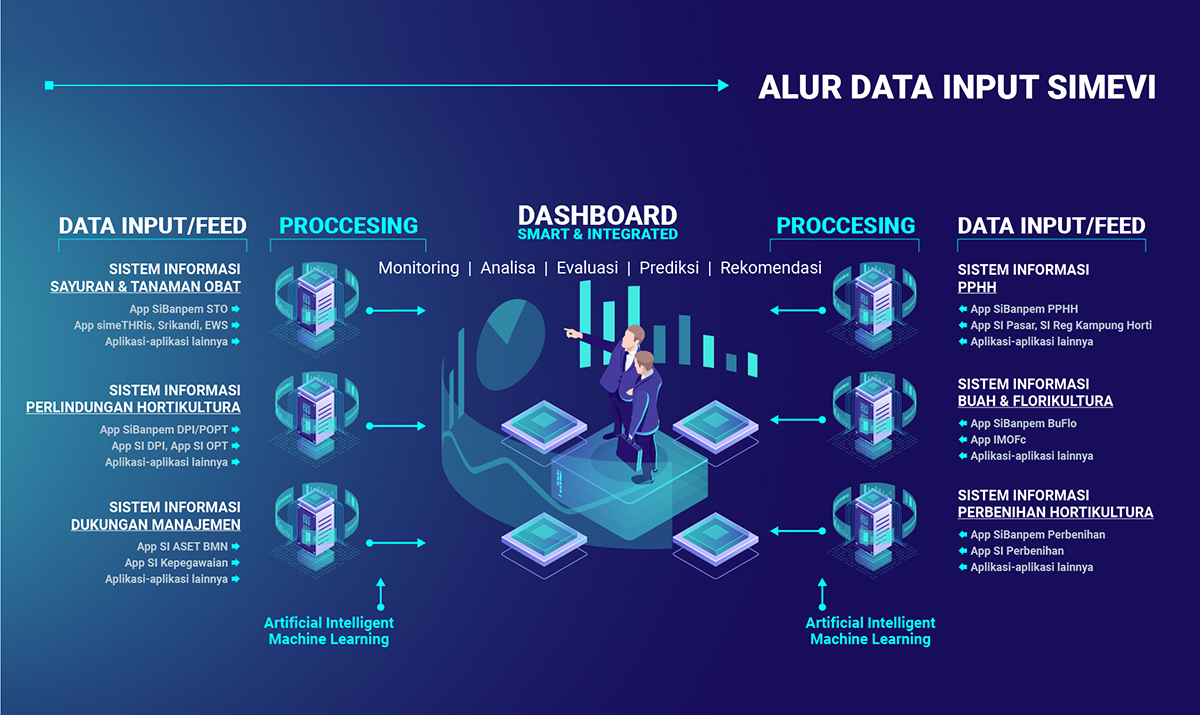 ALUR DATA INPUT SIMEVI
DATA INPUT/FEED
PROCCESING
DASHBOARD
SMART & INTEGRATED
PROCCESING
DATA INPUT/FEED
Monitoring | Analisa | Evaluasi | Prediksi | Rekomendasi
SISTEM INFORMASI
SAYURAN & TANAMAN OBAT
App SiBanpem STO
App simeTHRis, Srikandi, EWS
Aplikasi-aplikasi lainnya
SISTEM INFORMASI
PERLINDUNGAN HORTIKULTURA
App SiBanpem DPI/POPT
App SI DPI, App SI OPT
Aplikasi-aplikasi lainnya
SISTEM INFORMASI
DUKUNGAN MANAJEMEN
App SI ASET BMN
App SI Kepegawaian
Aplikasi-aplikasi lainnya
Artificial Intelligent
Machine Learning
SISTEM INFORMASI
PPHH
App SiBanpem PPHH
App SI Pasar, SI Reg Kampung Horti
Aplikasi-aplikasi lainnya
SISTEM INFORMASI
BUAH & FLORIKULTURA
App SiBanpem BuFlo
App IMOFc
Aplikasi-aplikasi lainnya
SISTEM INFORMASI
PERBENIHAN HORTIKULTURA
App SiBanpem Perbenihan
App SI Perbenihan
Aplikasi-aplikasi lainnya
Artificial Intelligent
Machine Learning